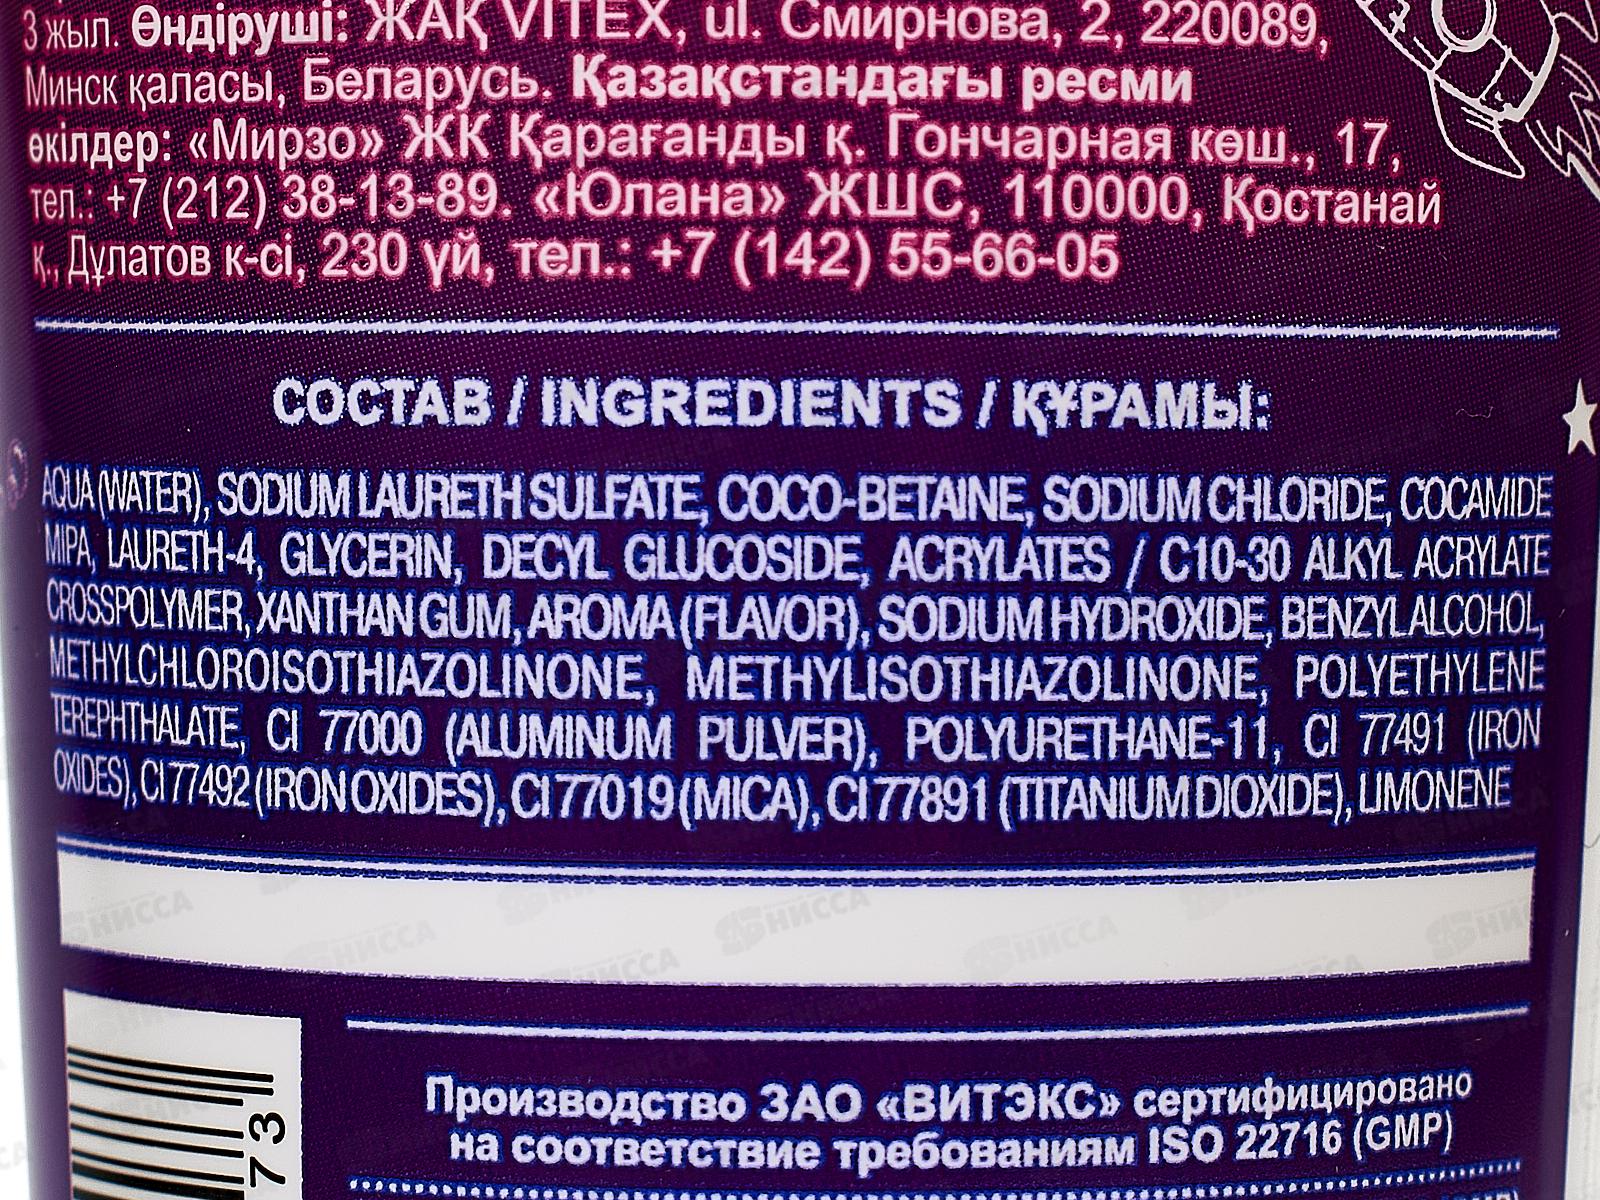 3 жыл. Өндіруші: ЖАҚ VITEX, ul. Смирнова, 2, 220089,
Минск қаласы, Беларусь. Қазақстандағы ресми
өкілдер: «Мирзо» ЖК Қарағанды қ. Гончарная көш., 17,
тел.: +7 (212) 38-13-89. «Юлана» ЖШС, 110000, Қостанай
қ., Дұлатов к-сі, 230 үй, тел.: +7 (142) 55-66-05
СОСТАВ / INGREDIENTS / ҚҰРАМЫ:
AQUA (WATER), SODIUM LAURETH SULFATE, COCO-BETAINE, SODIUM CHLORIDE, COCAMIDE
MIPA, LAURETH-4, GLYCERIN, DECYL GLUCOSIDE, ACRYLATES / C10-30 ALKYL ACRYLATE
CROSSPOLYMER, XANTHAN GUM, AROMA (FLAVOR), SODIUM HYDROXIDE, BENZYL ALCOHOL,
METHYLCHLOROISOTHIAZOLINONE, METHYLISOTHIAZOLINONE, POLYETHYLENE
TEREPHTHALATE, CI 77000 (ALUMINUM PULVER), POLYURETHANE-11, CI 77491 (IRON
OXIDES), CI 77492 (IRON OXIDES), CI 77019 (MICA), CI 77891 (TITANIUM DIOXIDE), LIMONENE
Производство ЗАО «ВИТЭКС» сертифицировано
на соответствие требованиям ISO 22716 (GMP)
73